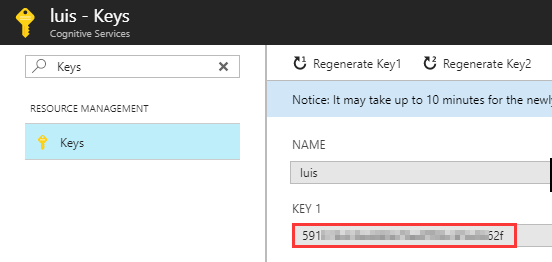 luis - Keys
Cognitive Services
Keys
RESOURCE MANAGEMENT
Keys
Regenerate Key1 Regenerate Key2
Notice: It may take up to 10 minutes for the newly
NAME
luis
KEY 1
591 62f